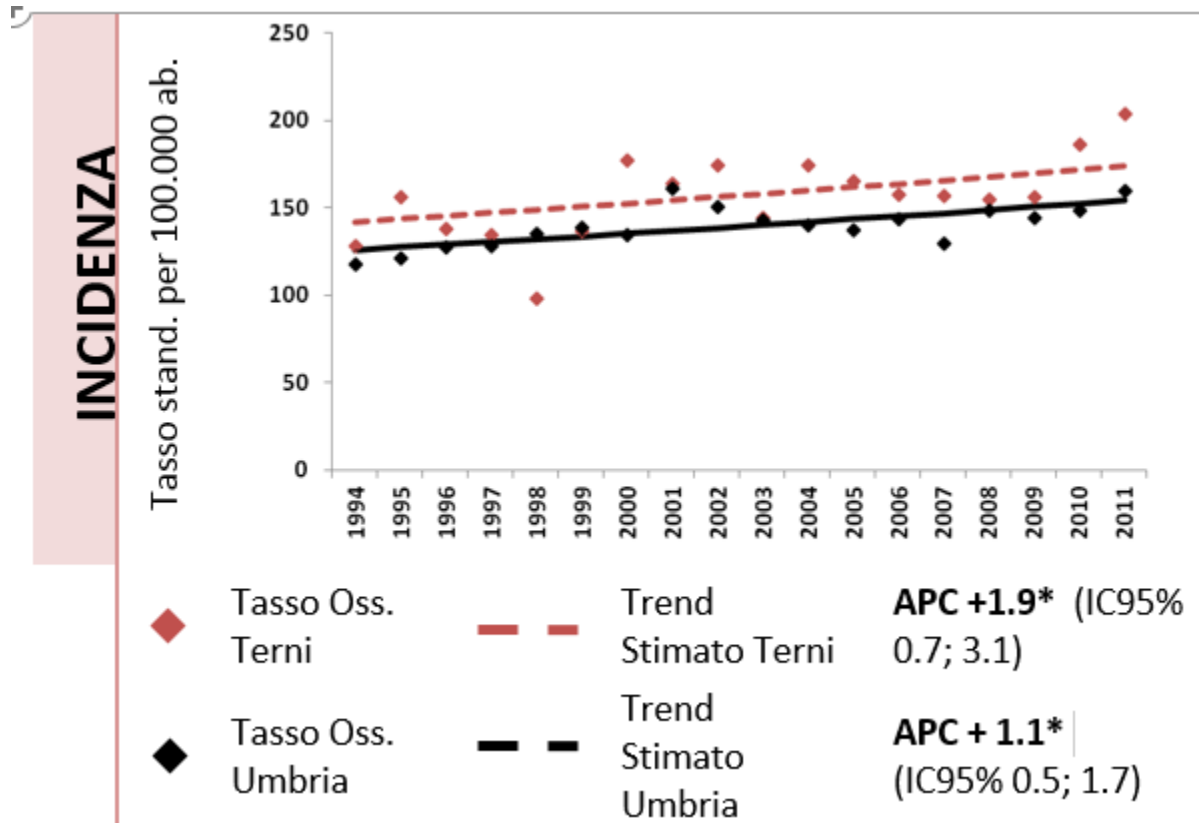 INCIDENZA
Tasso stand. per 100.000 ab.
250
200
150
100
50
0
1994
1995
1996
1997
1998
1999
2000
2001
2002
2003
2004
2005
2006
2007
2008
2009
2010
2011
Tasso Oss.
Terni
Trend
Stimato Terni
APC +1.9* (IC95%
0.7; 3.1)
Tasso Oss.
Umbria
Trend
Stimato
Umbria
APC + 1.1*
(IC95% 0.5; 1.7)